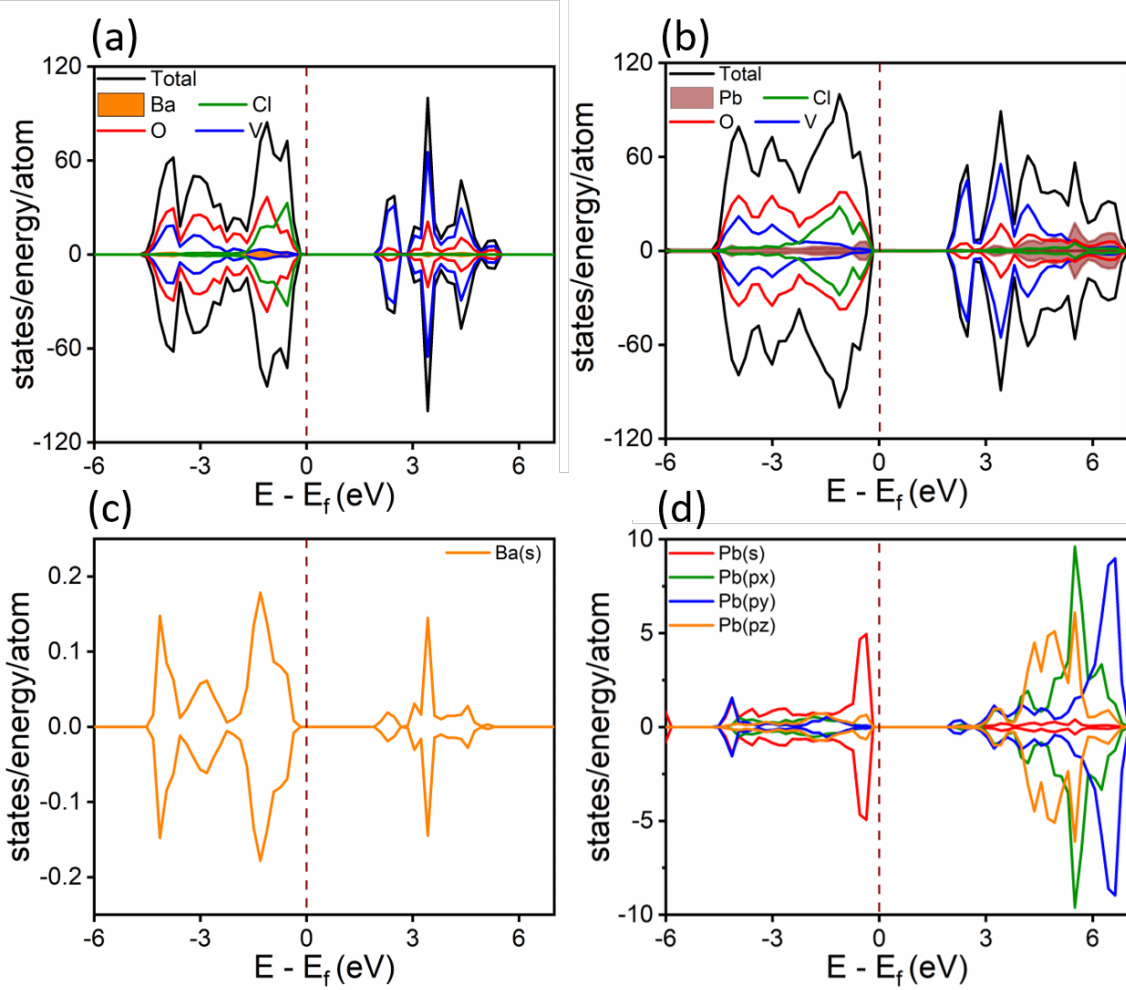 (a)
(b)
120
60
0
-60
-120
states/energy/atom
Total
Ba
Cl
O
V
-6
-3
0
3
6
E - Ef (eV)
120
60
0
-60
-120
states/energy/atom
Total
Pb
Cl
O
V
-6
-3
0
3
6
E - Ef (eV)
(c)
(d)
0.2
0.1
0.0
-0.1
-0.2
states/energy/atom
Ba(s)
-6
-3
0
3
6
E - Ef (eV)
10
5
0
-5
-10
states/energy/atom
Pb(s)
Pb(px)
Pb(py)
Pb(pz)
-6
-3
0
3
6
E - Ef (eV)